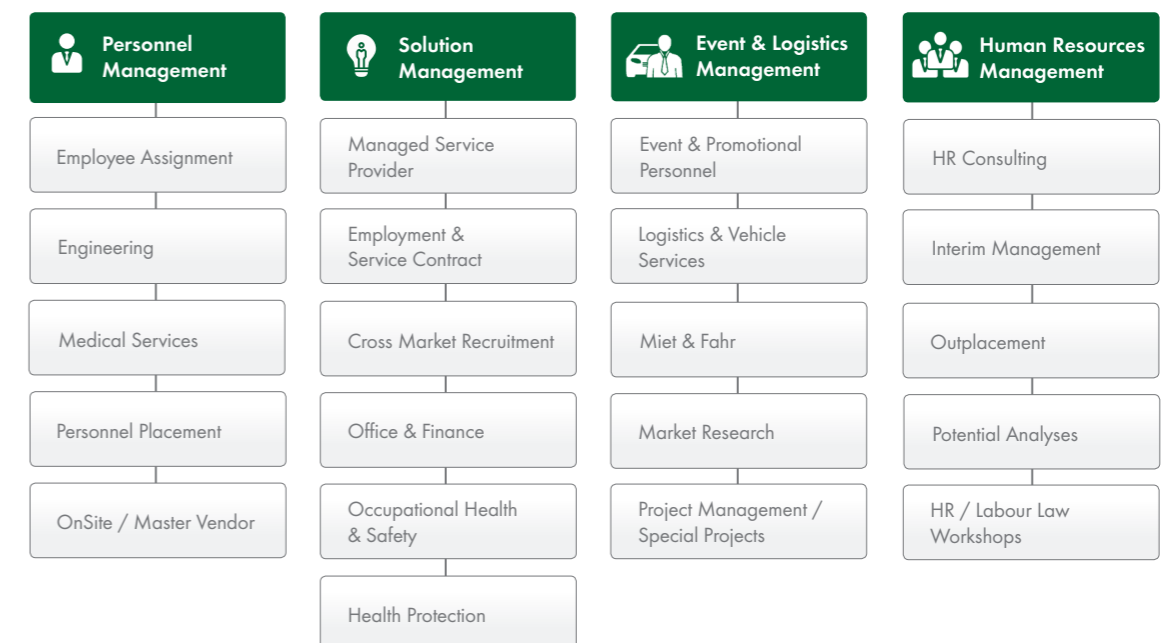 Personnel
Management
Employee Assignment
Engineering
Medical Services
Personnel Placement
OnSite / Master Vendor
Solution
Management
Managed Service
Provider
Employment &
Service Contract
Cross Market Recruitment
Office & Finance
Occupational Health
& Safety
Health Protection
Event & Logistics
Management
Event & Promotional
Personnel
Logistics & Vehicle
Services
Miet & Fahr
Market Research
Project Management /
Special Projects
Human Resources
Management
HR Consulting
Interim Management
Outplacement
Potential Analyses
HR / Labour Law
Workshops